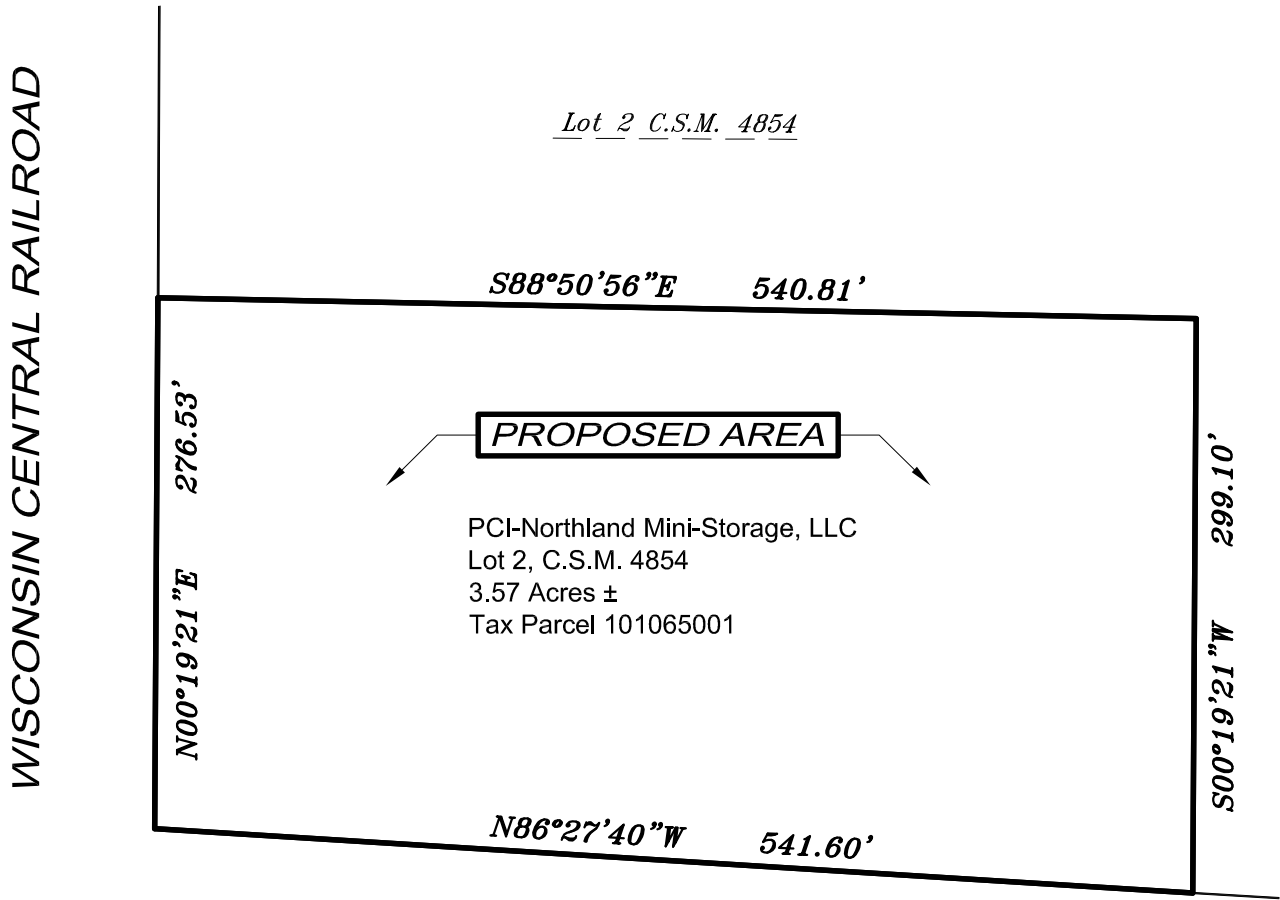 WISCONSIN CENTRAL RAILROAD
Lot 2 C.S.M. 4854
S88°50’56”E 540.81’
N00°19’21”E 276.53’
PROPOSED AREA
PCI-Northland Mini-Storage, LLC
Lot 2, C.S.M. 4854
3.57 Acres ±
Tax Parcel 101065001
S00°19’21”W 299.10’
N86°27’40”W 541.60’